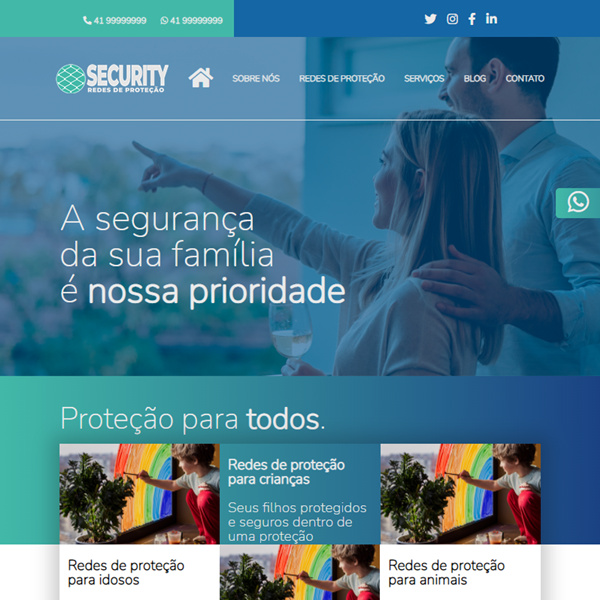 41 99999999 41 99999999
SECURITY
REDES DE PROTEÇÃO
SOBRE NÓS REDES DE PROTEÇÃO SERVIÇOS BLOG CONTATO
A segurança
da sua família
é nossa prioridade
Proteção para todos.
Redes de proteção
para crianças
Seus filhos protegidos
e seguros dentro de
uma proteção
Redes de proteção
para idosos
Redes de proteção
para animais